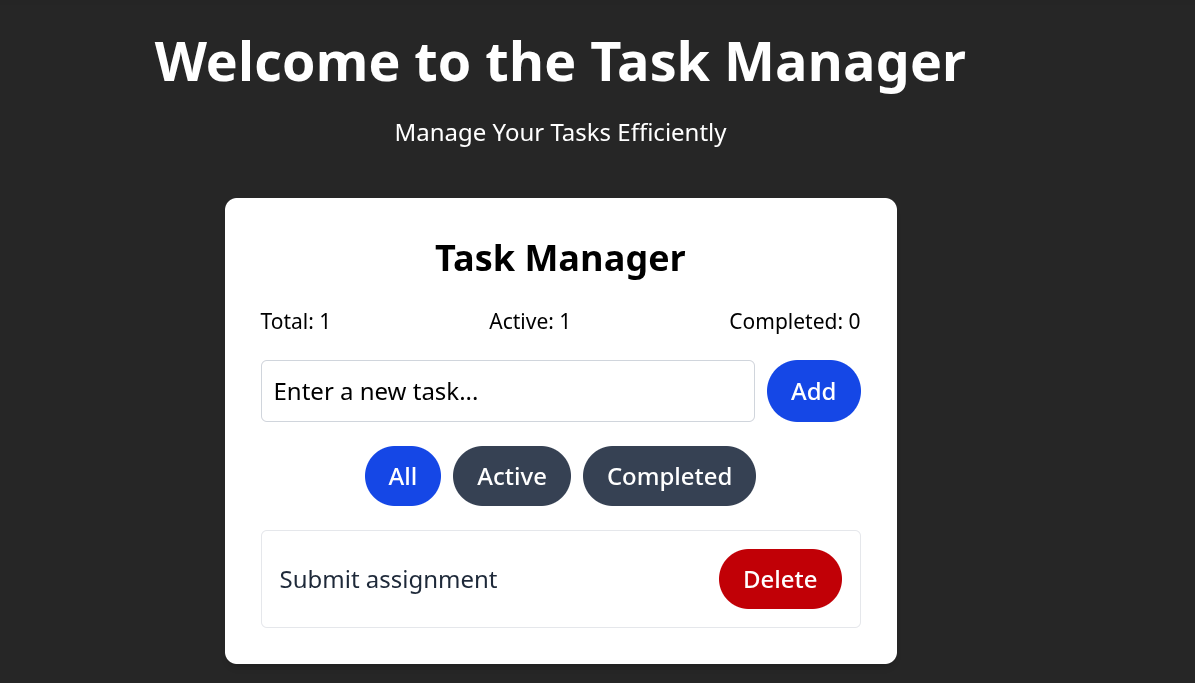 Welcome to the Task Manager
Manage Your Tasks Efficiently
Task Manager
Total: 1 Active: 1 Completed: 0
Enter a new task... Add
All Active Completed
Submit assignment Delete